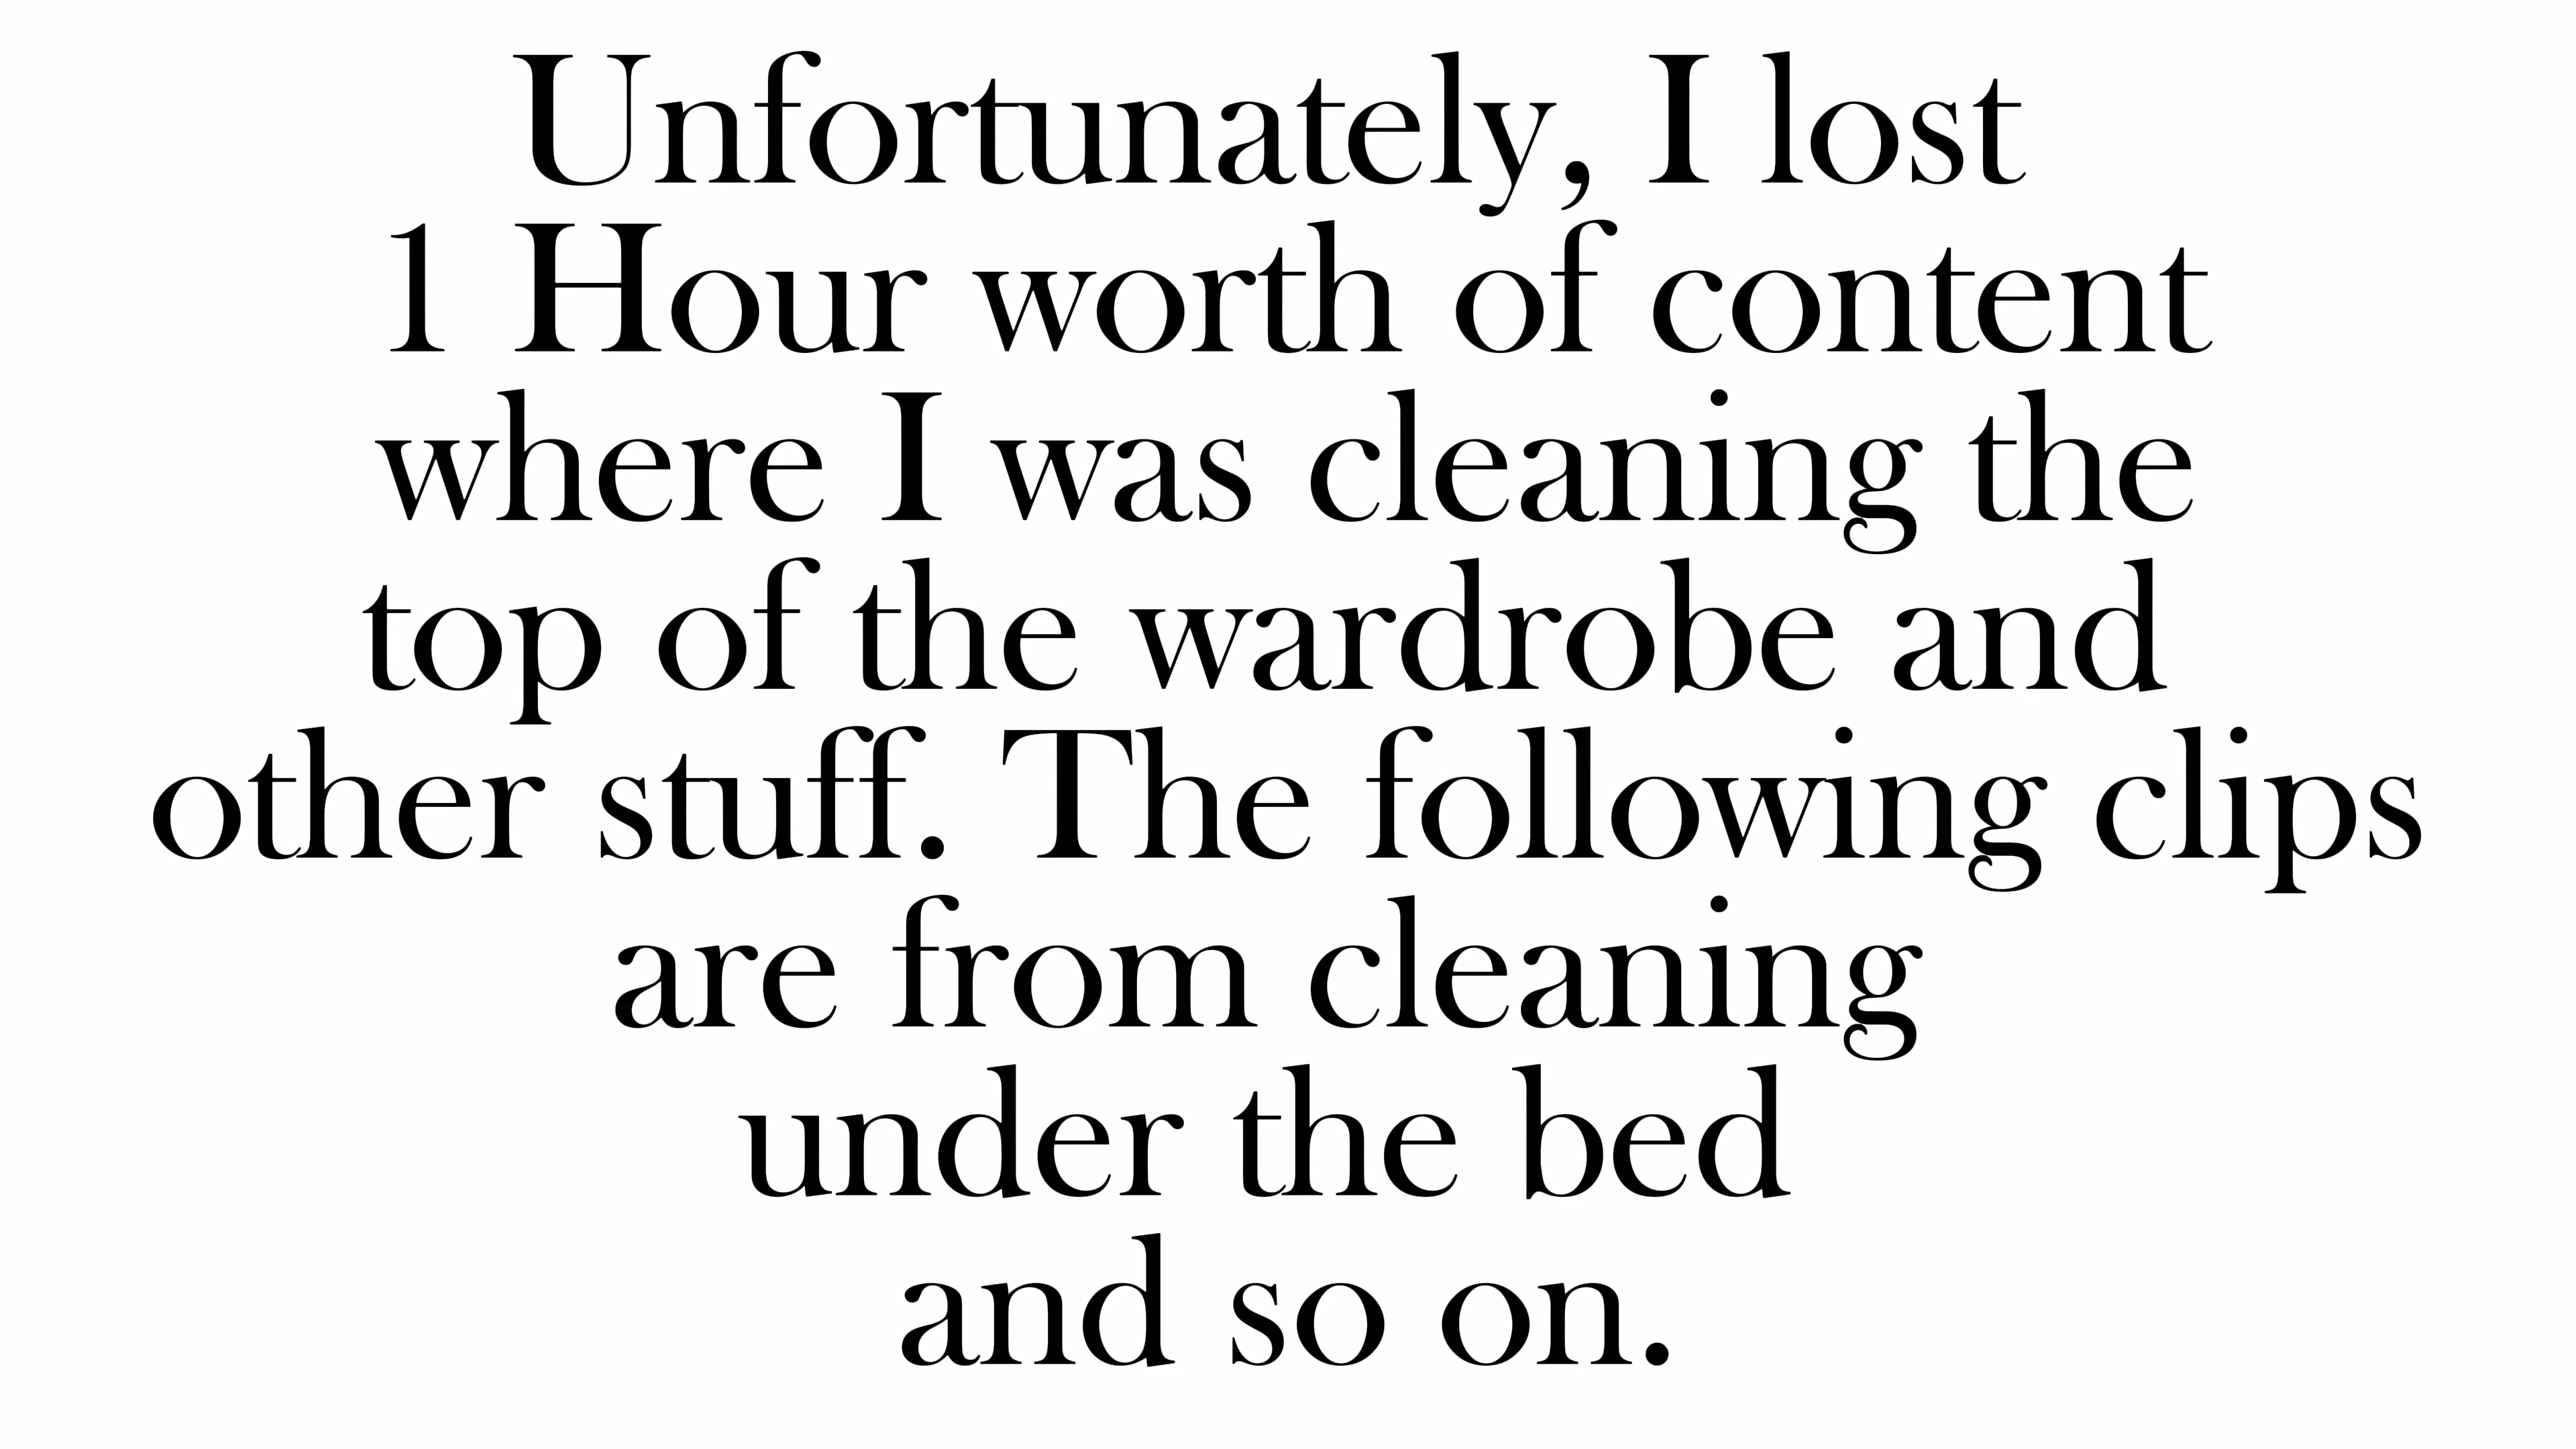 Unfortunately, I lost
1 Hour worth of content
where I was cleaning the
top of the wardrobe and
other stuff. The following clips
are from cleaning
under the bed
and so on.